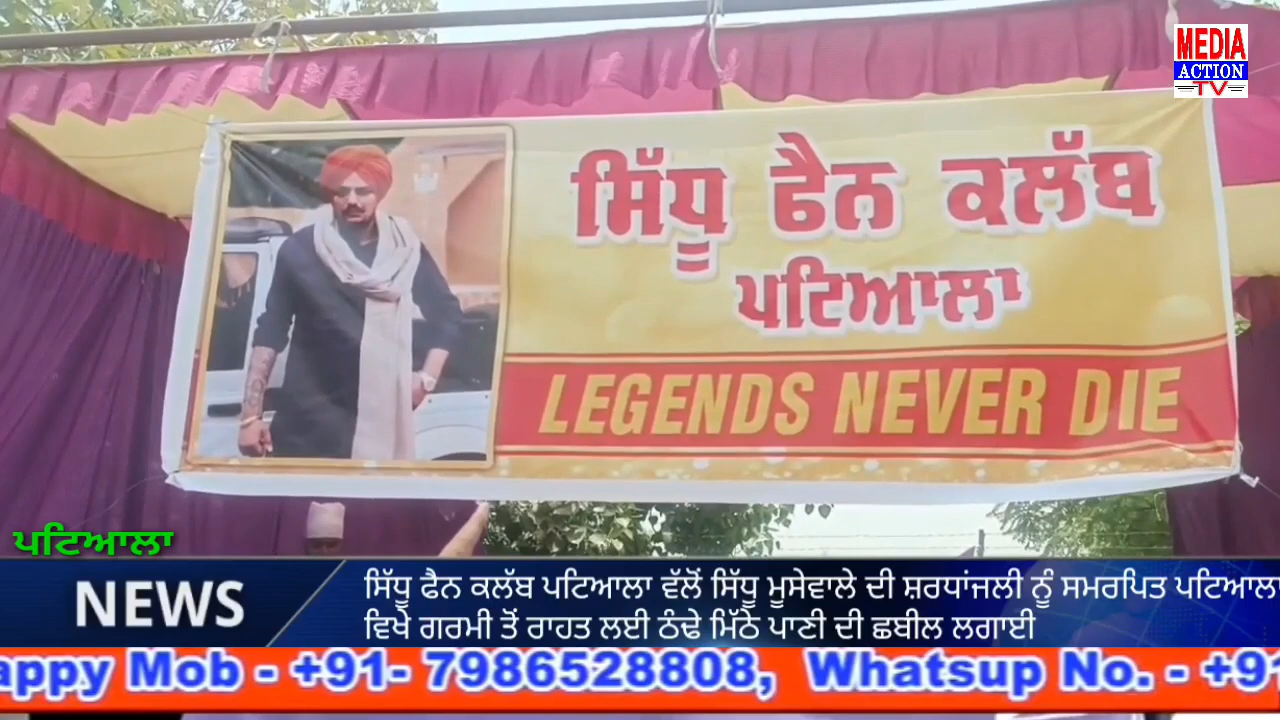 MEDIA
ACTION
TV
ਸਿੱਧੂ ਫੈਨ ਕਲੱਬ
ਪਟਿਆਲਾ
LEGENDS NEVER DIE
ਪਟਿਆਲਾ
NEWS
ਸਿੱਧੂ ਫੈਨ ਕਲੱਬ ਪਟਿਆਲਾ ਵੱਲੋਂ ਸਿੱਧੂ ਮੂਸੇਵਾਲੇ ਦੀ ਸ਼ਰਧਾਂਜਲੀ ਨੂੰ ਸਮਰਪਿਤ ਪਟਿਆਲਾ
ਵਿਖੇ ਗਰਮੀ ਤੋਂ ਰਾਹਤ ਲਈ ਠੰਢੇ ਮਿੱਠੇ ਪਾਣੀ ਦੀ ਛਬੀਲ ਲਗਾਈ
appy Mob - +91- 7986528808, Whatsup No. - +9